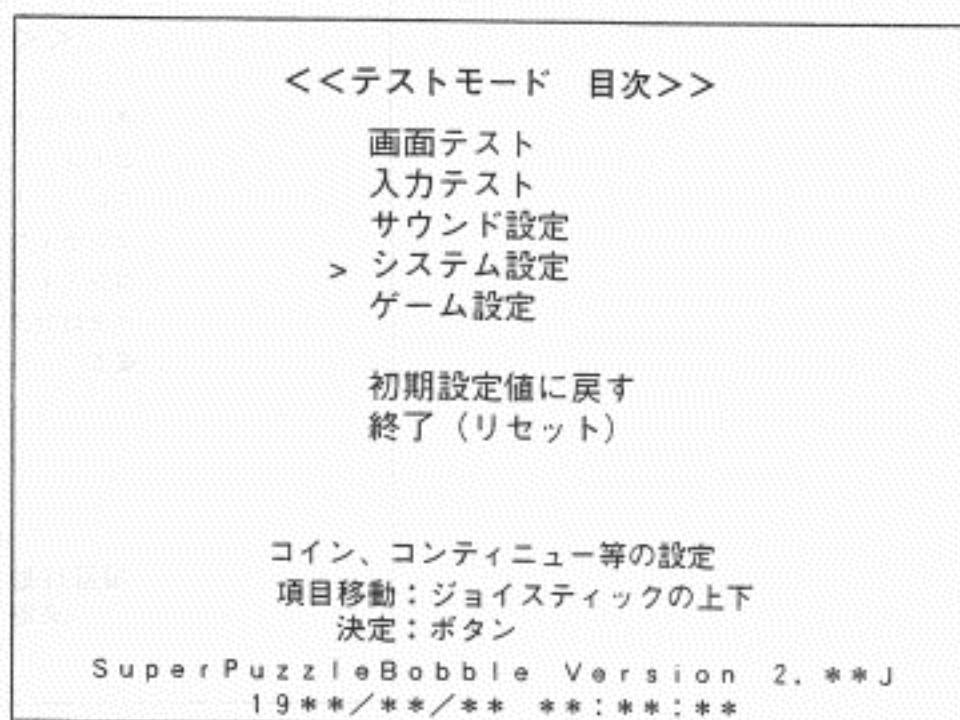 <<テストモード　目次>>
画面テスト
入力テスト
サウンド設定
> システム設定
ゲーム設定
初期設定値に戻す
終了（リセット）
コイン、コンティニュー等の設定
項目移動：ジョイスティックの上下
決定：ボタン
SuperPuzzleBobble Version 2.**J
19**/**/** **:**:**